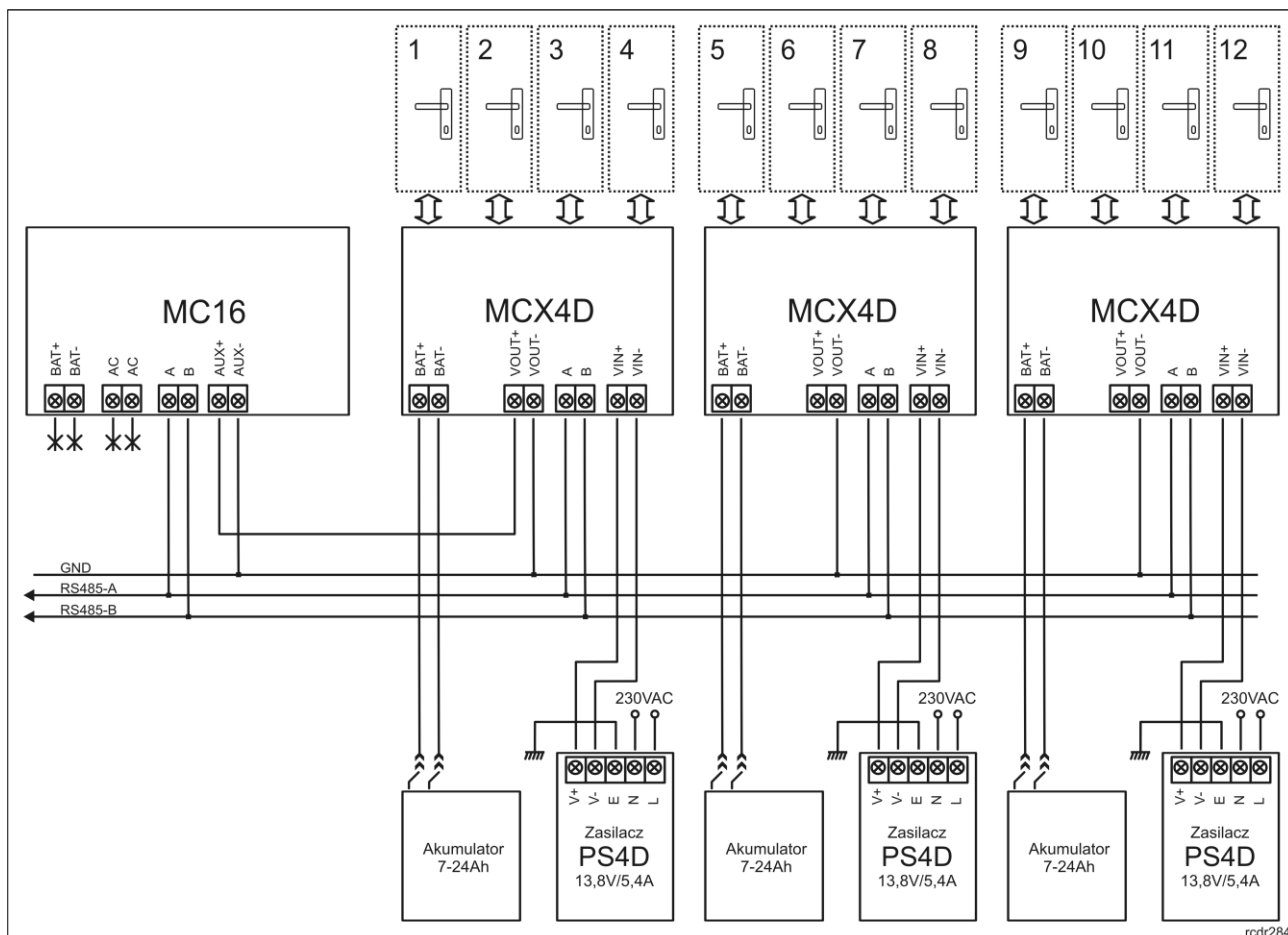 1 2 3 4 5 6 7 8 9 10 11 12
MC16 MCX4D MCX4D MCX4D
BAT+ BAT- AC AC A B AUX+ AUX-
BAT+ BAT- VOUT+ VOUT- A B VIN+ VIN-
BAT+ BAT- VOUT+ VOUT- A B VIN+ VIN-
BAT+ BAT- VOUT+ VOUT- A B VIN+ VIN-
GND
RS485-A
RS485-B
230VAC 230VAC 230VAC
V+ V- E N L
V+ V- E N L
V+ V- E N L
Akumulator
7-24Ah
Zasilacz
PS4D
13,8V/5,4A
Akumulator
7-24Ah
Zasilacz
PS4D
13,8V/5,4A
Akumulator
7-24Ah
Zasilacz
PS4D
13,8V/5,4A
rcdr284